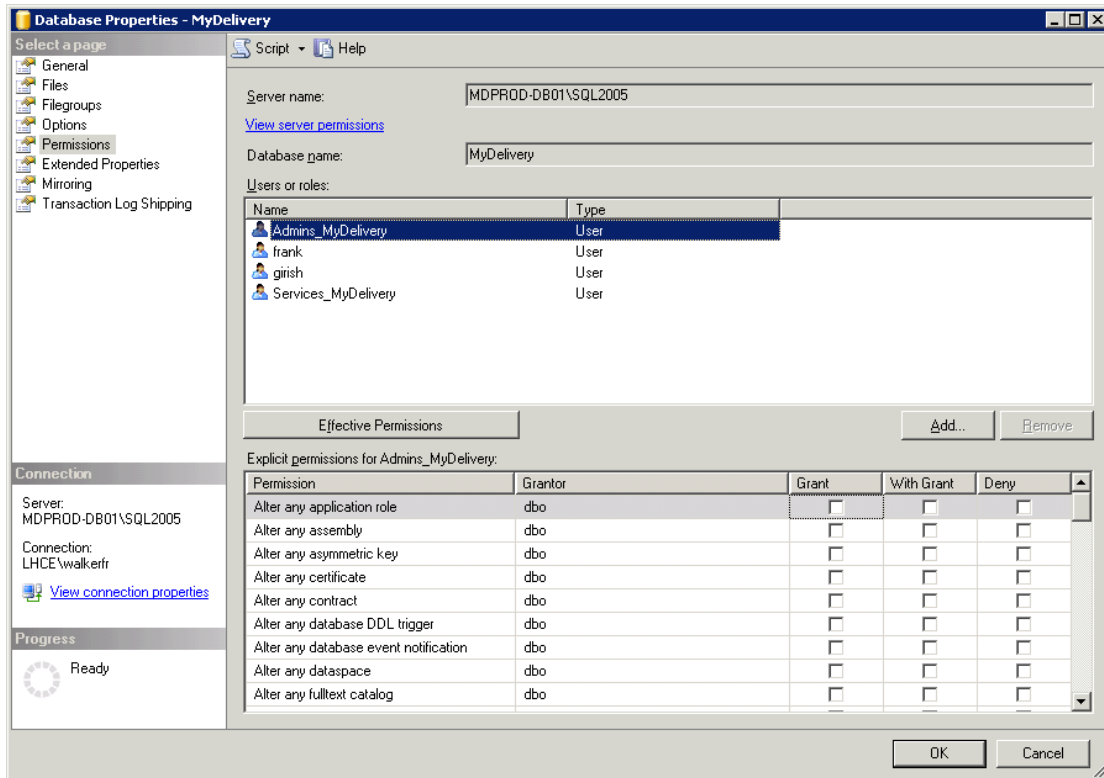 Database Properties - MyDelivery
Select a page
General
Files
Filegroups
Options
Permissions
Extended Properties
Mirroring
Transaction Log Shipping
Connection
Server:
MDPROD-DB01\SQL2005
Connection:
LHCE\walkerfr
View connection properties
Progress
Ready
Script Help
Server name: MDPROD-DB01\SQL2005
View server permissions
Database name: MyDelivery
Users or roles:
Name Type
Admins_MyDelivery User
frank User
girish User
Services_MyDelivery User
Effective Permissions Add... Remove
Explicit permissions for Admins_MyDelivery:
Permission Grantor Grant With Grant Deny
Alter any application role dbo
Alter any assembly dbo
Alter any asymmetric key dbo
Alter any certificate dbo
Alter any contract dbo
Alter any database DDL trigger dbo
Alter any database event notification dbo
Alter any dataspace dbo
Alter any fulltext catalog dbo
OK Cancel